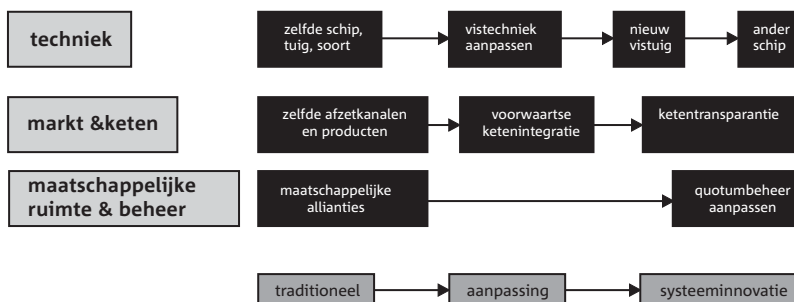 techniek
zelfde schip,
tuig, soort
vistechniek
aanpassen
nieuw
vistuig
ander
schip
markt &keten
zelfde afzetkanalen
en producten
voorwaartse
ketenintegratie
ketentransparantie
maatschappelijke
ruimte & beheer
maatschappelijke
allianties
quotumbeheer
aanpassen
traditioneel
aanpassing
systeeminnovatie